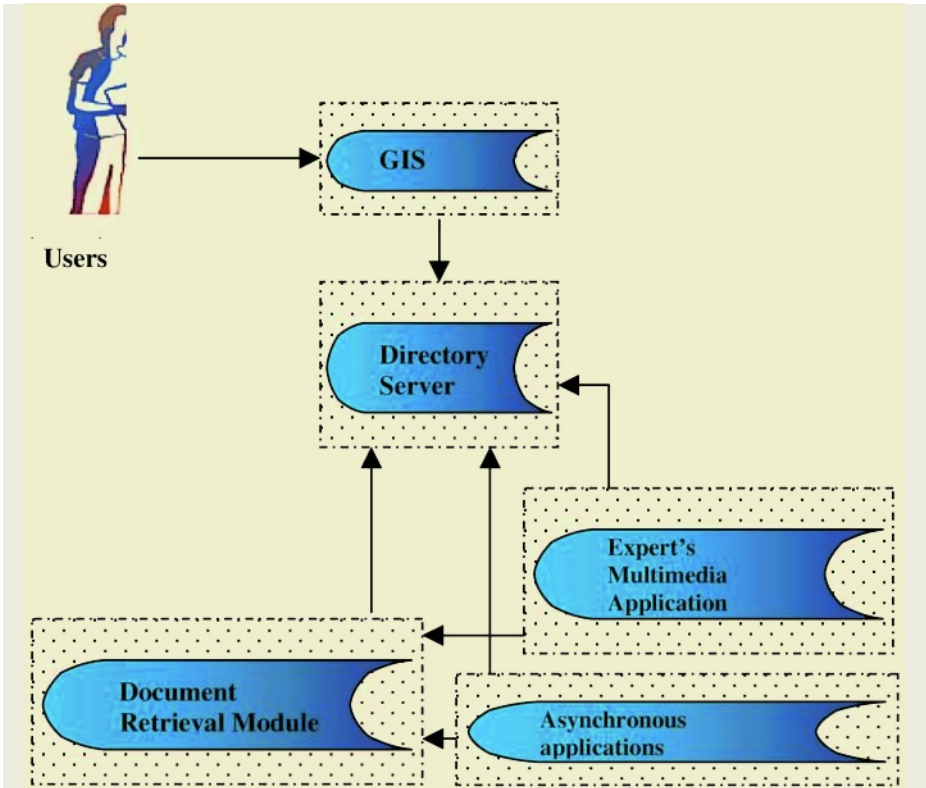 GIS
Users
Directory
Server
Expert's
Multimedia
Application
Document
Retrieval Module
Asynchronous
applications